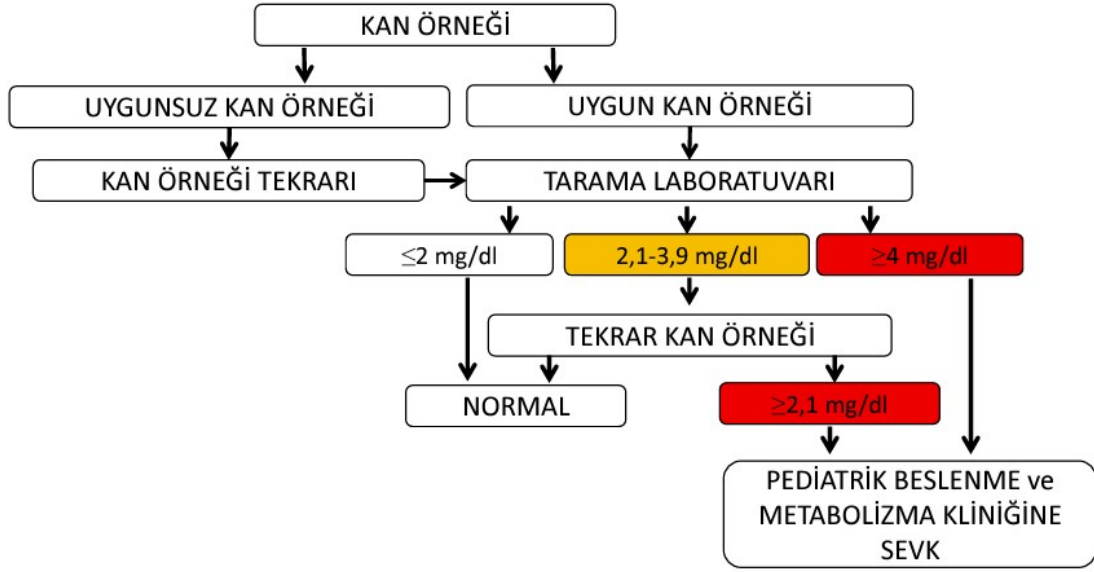 KAN ÖRNEĞİ
UYGUNSUZ KAN ÖRNEĞİ
UYGUN KAN ÖRNEĞİ
KAN ÖRNEĞİ TEKRARI
TARAMA LABORATUVARI
≤2 mg/dl
2,1-3,9 mg/dl
≥4 mg/dl
TEKRAR KAN ÖRNEĞİ
NORMAL
≥2,1 mg/dl
PEDİATRİK BESLENME ve
METABOLİZMA KLİNİĞİNE
SEVK